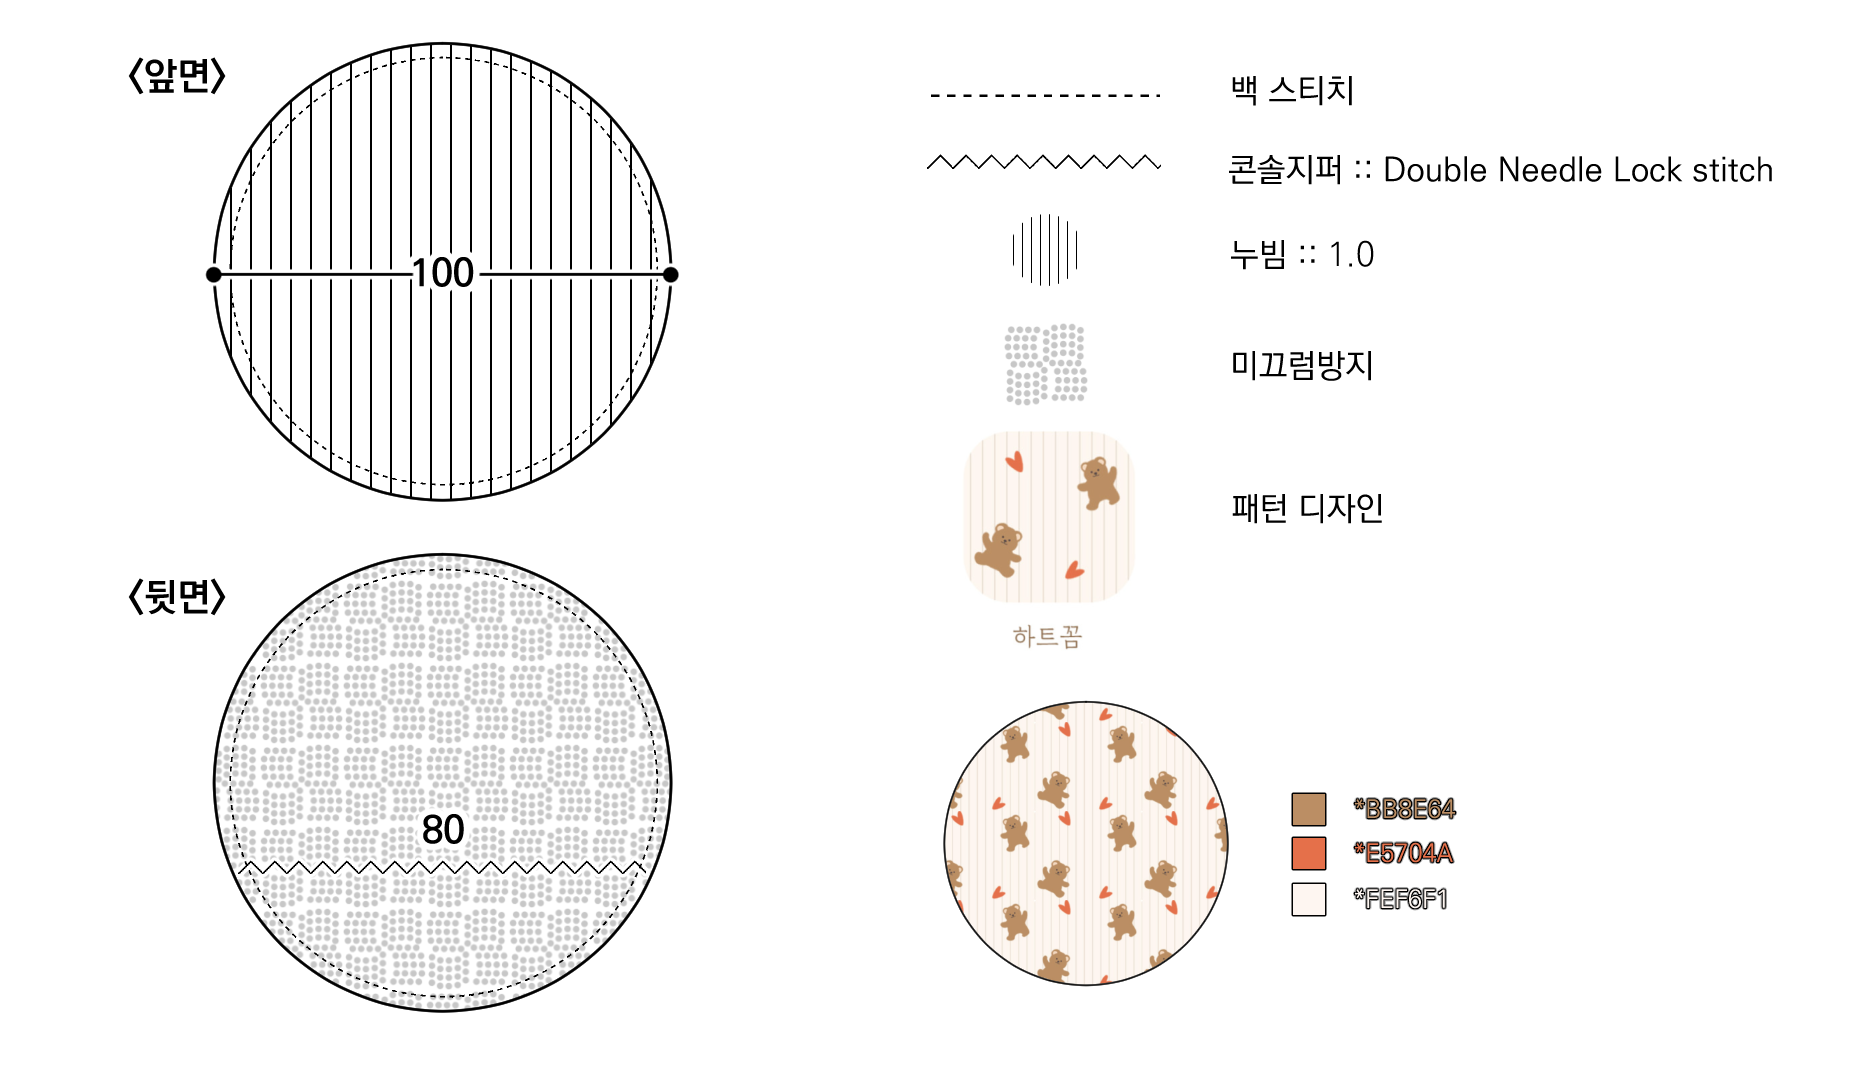 〈앞면〉
100
〈뒷면〉
80
백 스티치
콘솔지퍼 :: Double Needle Lock stitch
누빔 :: 1.0
미끄럼방지
패턴 디자인
하트꼼
*BB8E64
*E5704A
*FEF6F1